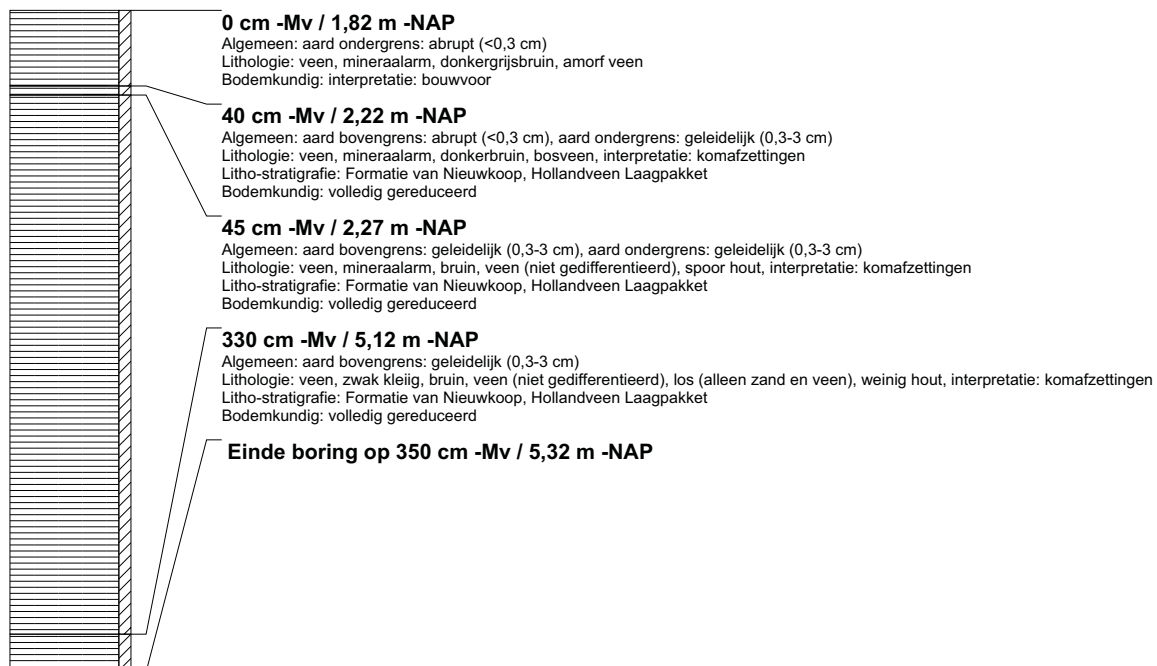 0 cm -Mv / 1,82 m -NAP
Algemeen: aard ondergrens: abrupt (<0,3 cm)
Lithologie: veen, mineraalarm, donkergrijsbruin, amorf veen
Bodemkundig: interpretatie: bouwvoor
40 cm -Mv / 2,22 m -NAP
Algemeen: aard bovengrens: abrupt (<0,3 cm), aard ondergrens: geleidelijk (0,3-3 cm)
Lithologie: veen, mineraalarm, donkerbruin, bosveen, interpretatie: komafzettingen
Litho-stratigrafie: Formatie van Nieuwkoop, Hollandveen Laagpakket
Bodemkundig: volledig gereduceerd
45 cm -Mv / 2,27 m -NAP
Algemeen: aard bovengrens: geleidelijk (0,3-3 cm), aard ondergrens: geleidelijk (0,3-3 cm)
Lithologie: veen, mineraalarm, bruin, veen (niet gedifferentieerd), spoor hout, interpretatie: komafzettingen
Litho-stratigrafie: Formatie van Nieuwkoop, Hollandveen Laagpakket
Bodemkundig: volledig gereduceerd
330 cm -Mv / 5,12 m -NAP
Algemeen: aard bovengrens: geleidelijk (0,3-3 cm)
Lithologie: veen, zwak kleiig, bruin, veen (niet gedifferentieerd), los (alleen zand en veen), weinig hout, interpretatie: komafzettingen
Litho-stratigrafie: Formatie van Nieuwkoop, Hollandveen Laagpakket
Bodemkundig: volledig gereduceerd
Einde boring op 350 cm -Mv / 5,32 m -NAP